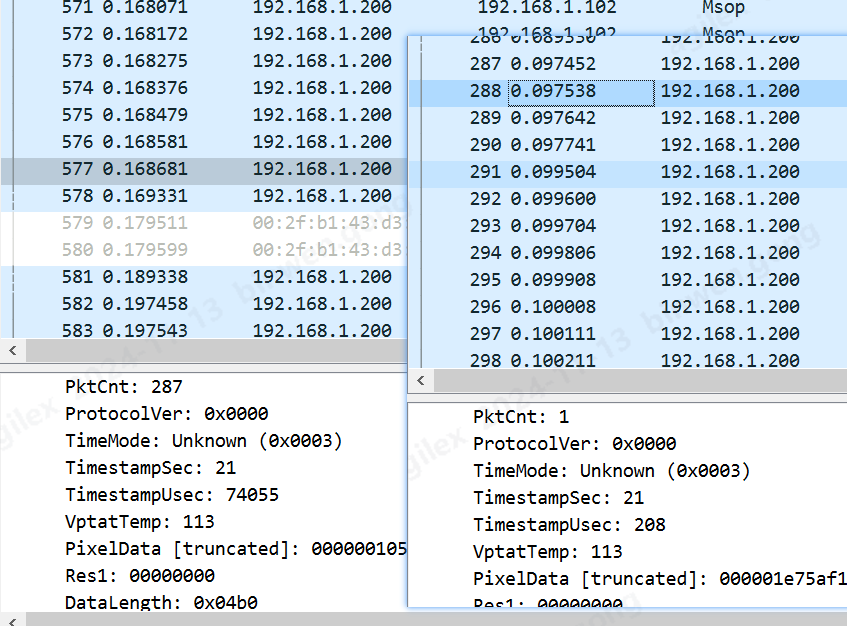 571 0.168071 192.168.1.200 192.168.1.102 Msop
572 0.168172 192.168.1.200 192.168.1.102 Msop
573 0.168275 192.168.1.200
574 0.168376 192.168.1.200
575 0.168479 192.168.1.200
576 0.168581 192.168.1.200
577 0.168681 192.168.1.200
578 0.169331 192.168.1.200
579 0.179511 00:2f:b1:43:d3
580 0.179599 00:2f:b1:43:d3
581 0.189338 192.168.1.200
582 0.197458 192.168.1.200
583 0.197543 192.168.1.200
PktCnt: 287
ProtocolVer: 0x0000
TimeMode: Unknown (0x0003)
TimestampSec: 21
TimestampUsec: 74055
VptatTemp: 113
PixelData [truncated]: 000000105
Res1: 00000000
DataLength: 0x04b0
286 0.089330 192.168.1.200
287 0.097452 192.168.1.200
288 0.097538 192.168.1.200
289 0.097642 192.168.1.200
290 0.097741 192.168.1.200
291 0.099504 192.168.1.200
292 0.099600 192.168.1.200
293 0.099704 192.168.1.200
294 0.099806 192.168.1.200
295 0.099908 192.168.1.200
296 0.100008 192.168.1.200
297 0.100111 192.168.1.200
298 0.100211 192.168.1.200
PktCnt: 1
ProtocolVer: 0x0000
TimeMode: Unknown (0x0003)
TimestampSec: 21
TimestampUsec: 208
VptatTemp: 113
PixelData [truncated]: 000001e75af1
Res1: 00000000